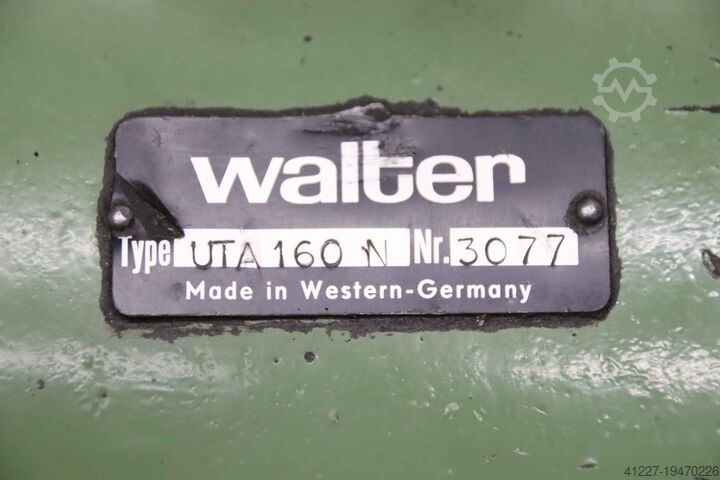 walter
Type UTA 160 N Nr. 3077
Made in Western-Germany
41227-19470226